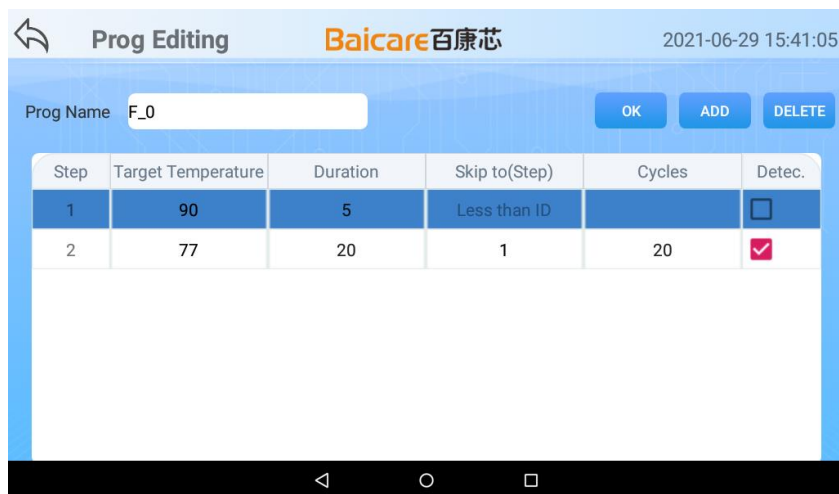 Prog Editing Baicare百康芯 2021-06-29 15:41:05
Prog Name F_0 OK ADD DELETE
Step Target Temperature Duration Skip to(Step) Cycles Detec.
1 90 5 Less than ID
2 77 20 1 20